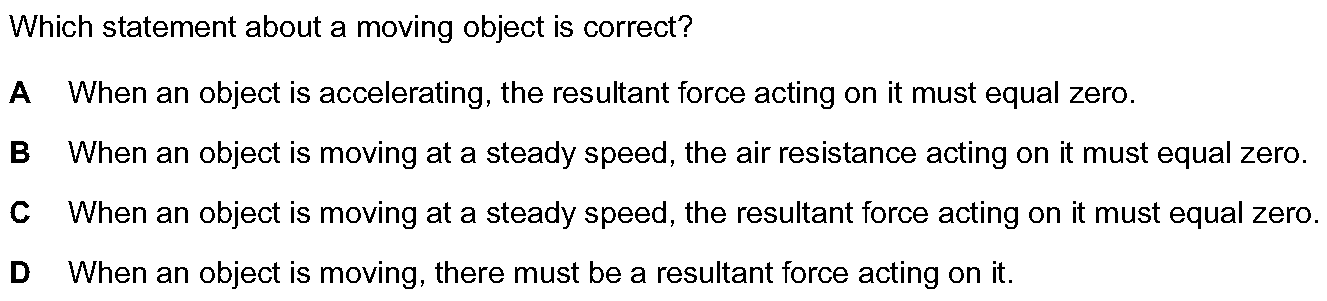 Which statement about a moving object is correct?
A When an object is accelerating, the resultant force acting on it must equal zero.
B When an object is moving at a steady speed, the air resistance acting on it must equal zero.
C When an object is moving at a steady speed, the resultant force acting on it must equal zero.
D When an object is moving, there must be a resultant force acting on it.